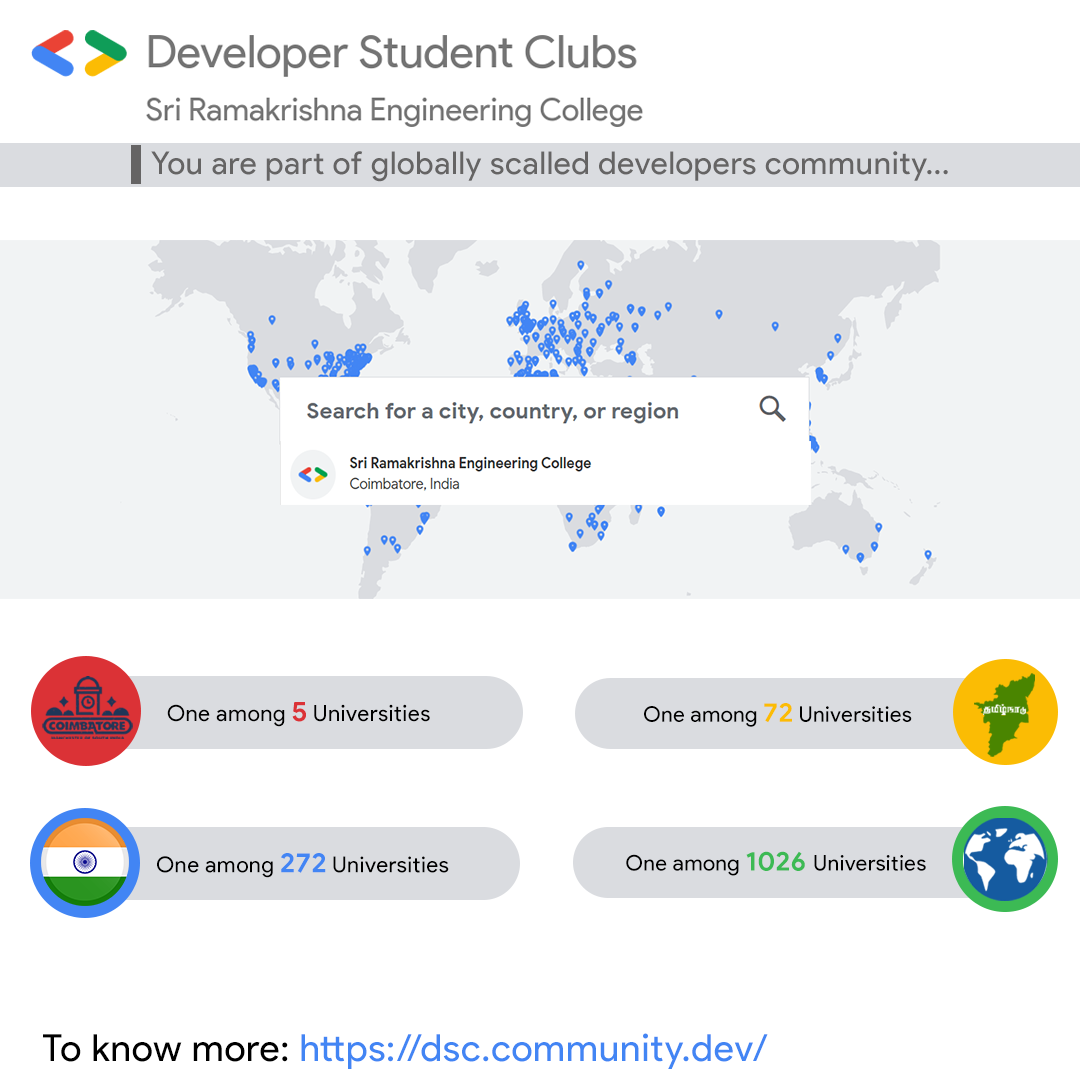 Developer Student Clubs
Sri Ramakrishna Engineering College
You are part of globally scalled developers community...
Search for a city, country, or region
Sri Ramakrishna Engineering College
Coimbatore, India
COIMBATORE
One among 5 Universities
One among 72 Universities
தமிழ்நாடு
One among 272 Universities
One among 1026 Universities
To know more: https://dsc.community.dev/